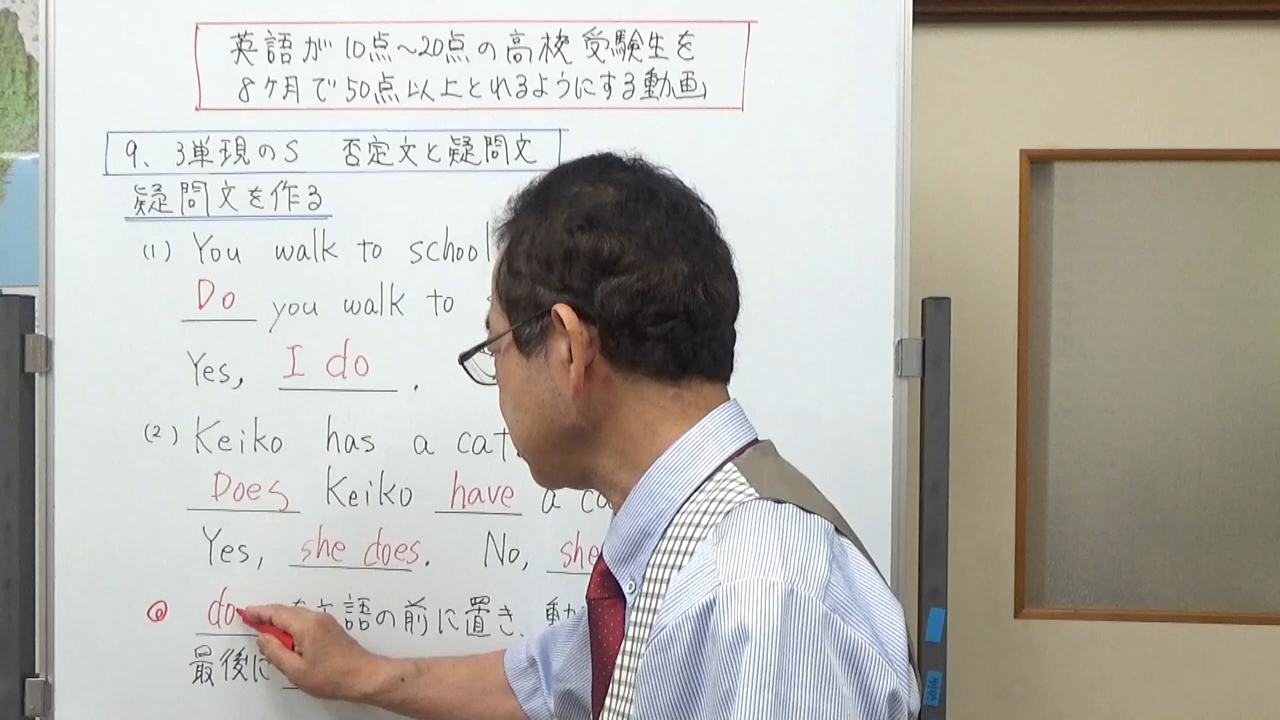 英語が10点～20点の高校受験生を
8ヶ月で50点以上とれるようにする動画
9、3単現のS 否定文と疑問文
疑問文を作る
(1) You walk to school
Do you walk to
Yes, I do.
(2) Keiko has a cat
Does Keiko have a ca
Yes, she does. No, she
◎ do 主語の前に置き、動
最後に